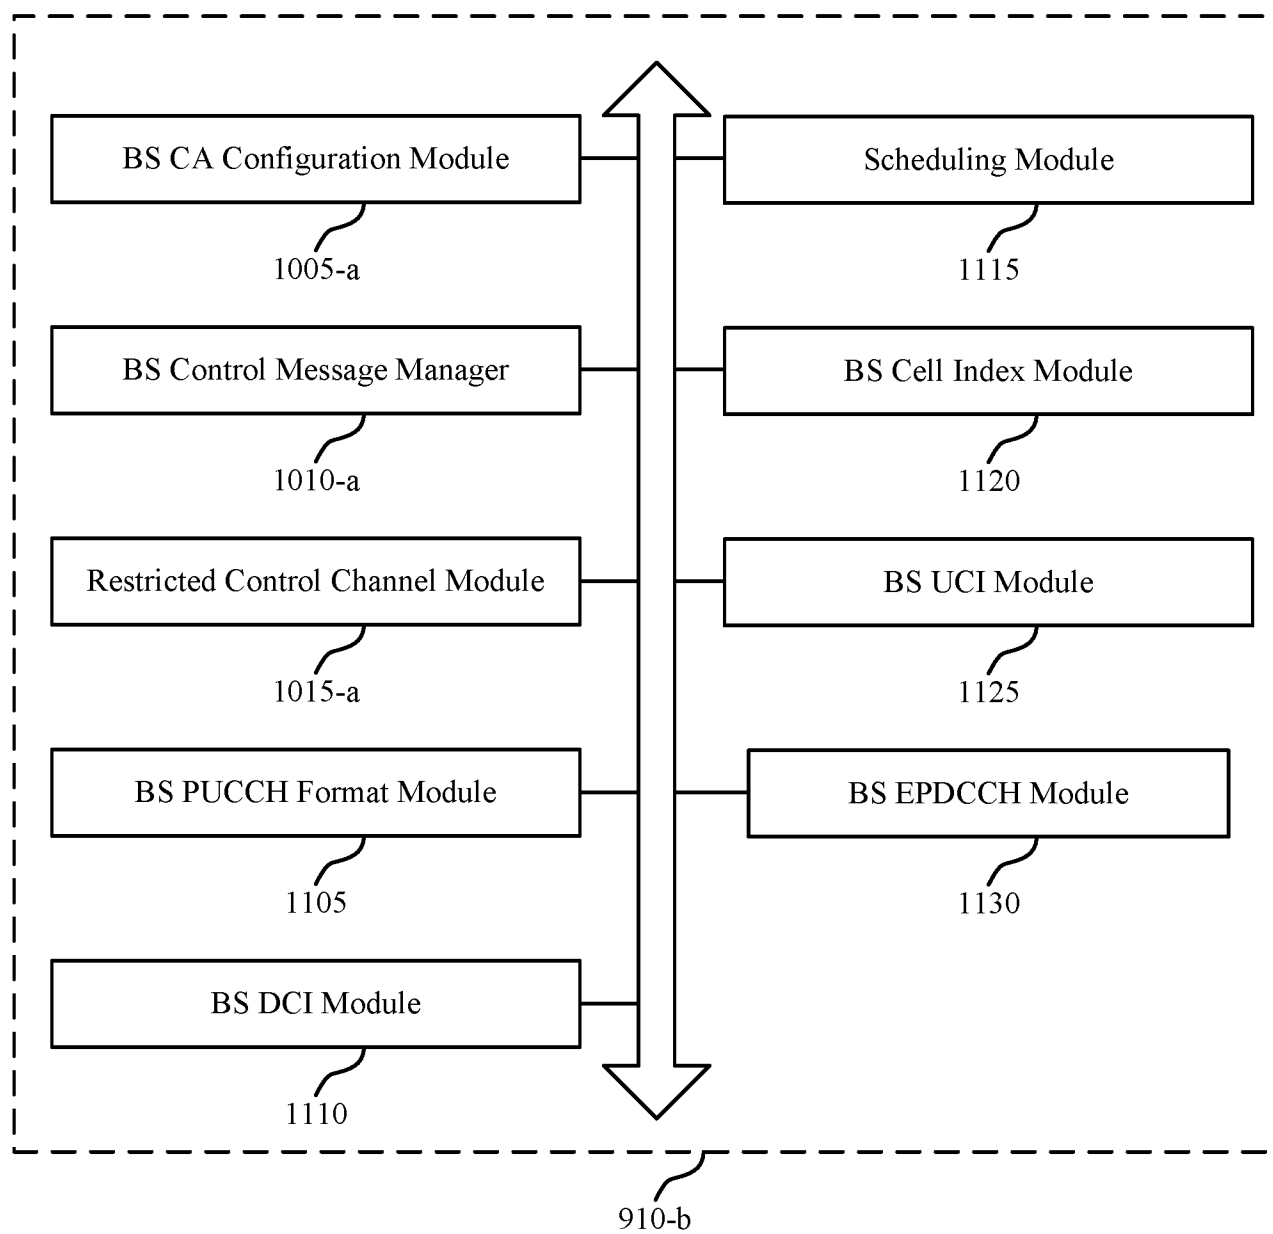 BS CA Configuration Module
1005-a
Scheduling Module
1115
BS Control Message Manager
1010-a
BS Cell Index Module
1120
Restricted Control Channel Module
1015-a
BS UCI Module
1125
BS PUCCH Format Module
1105
BS EPDCCH Module
1130
BS DCI Module
1110
910-b